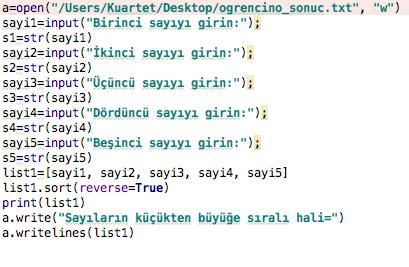 a=open("/Users/Kuartet/Desktop/ogrencino_sonuc.txt", "w")
sayi1=input("Birinci sayıyı girin:");
s1=str(sayi1)
sayi2=input("İkinci sayıyı girin:");
s2=str(sayi2)
sayi3=input("Üçüncü sayıyı girin:");
s3=str(sayi3)
sayi4=input("Dördüncü sayıyı girin:");
s4=str(sayi4)
sayi5=input("Beşinci sayıyı girin:");
s5=str(sayi5)
list1=[sayi1, sayi2, sayi3, sayi4, sayi5]
list1.sort(reverse=True)
print(list1)
a.write("Sayıların küçükten büyüğe sıralı hali=")
a.writelines(list1)